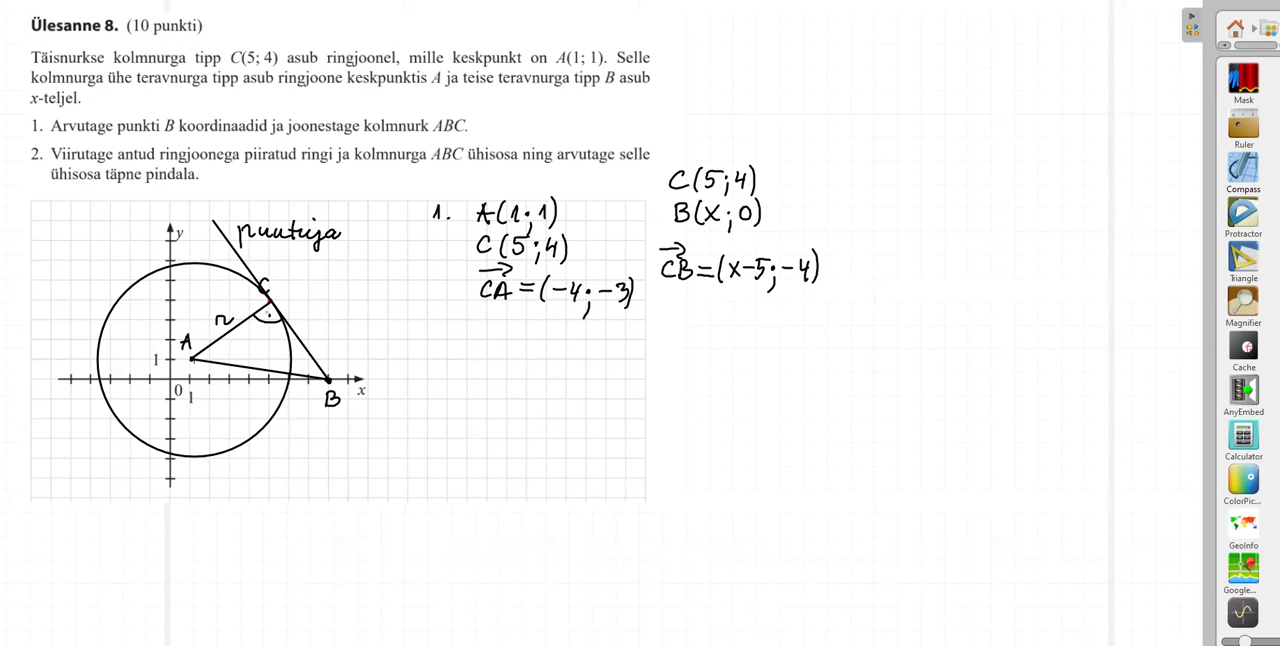 Ülesanne 8. (10 punkti)
Täisnurkse kolmnurga tipp C(5; 4) asub ringjoonel, mille keskpunkt on A(1; 1). Selle
kolmnurga ühe teravnurga tipp asub ringjoone keskpunktis A ja teise teravnurga tipp B asub
x-teljel.
1. Arvutage punkti B koordinaadid ja joonestage kolmnurk ABC.
2. Viirutage antud ringjoonega piiratud ringi ja kolmnurga ABC ühisosa ning arvutage selle
ühisosa täpne pindala.
y
puutuja
C
r
A
1
0
1
B
x
1. A(1;1)
C(5;4)
CA=(-4;-3)
C(5;4)
B(x;0)
CB=(x-5;-4)
Mask
Ruler
Compass
Protractor
Triangle
Magnifier
Cache
AnyEmbed
Calculator
ColorPic...
GeoInfo
Google...